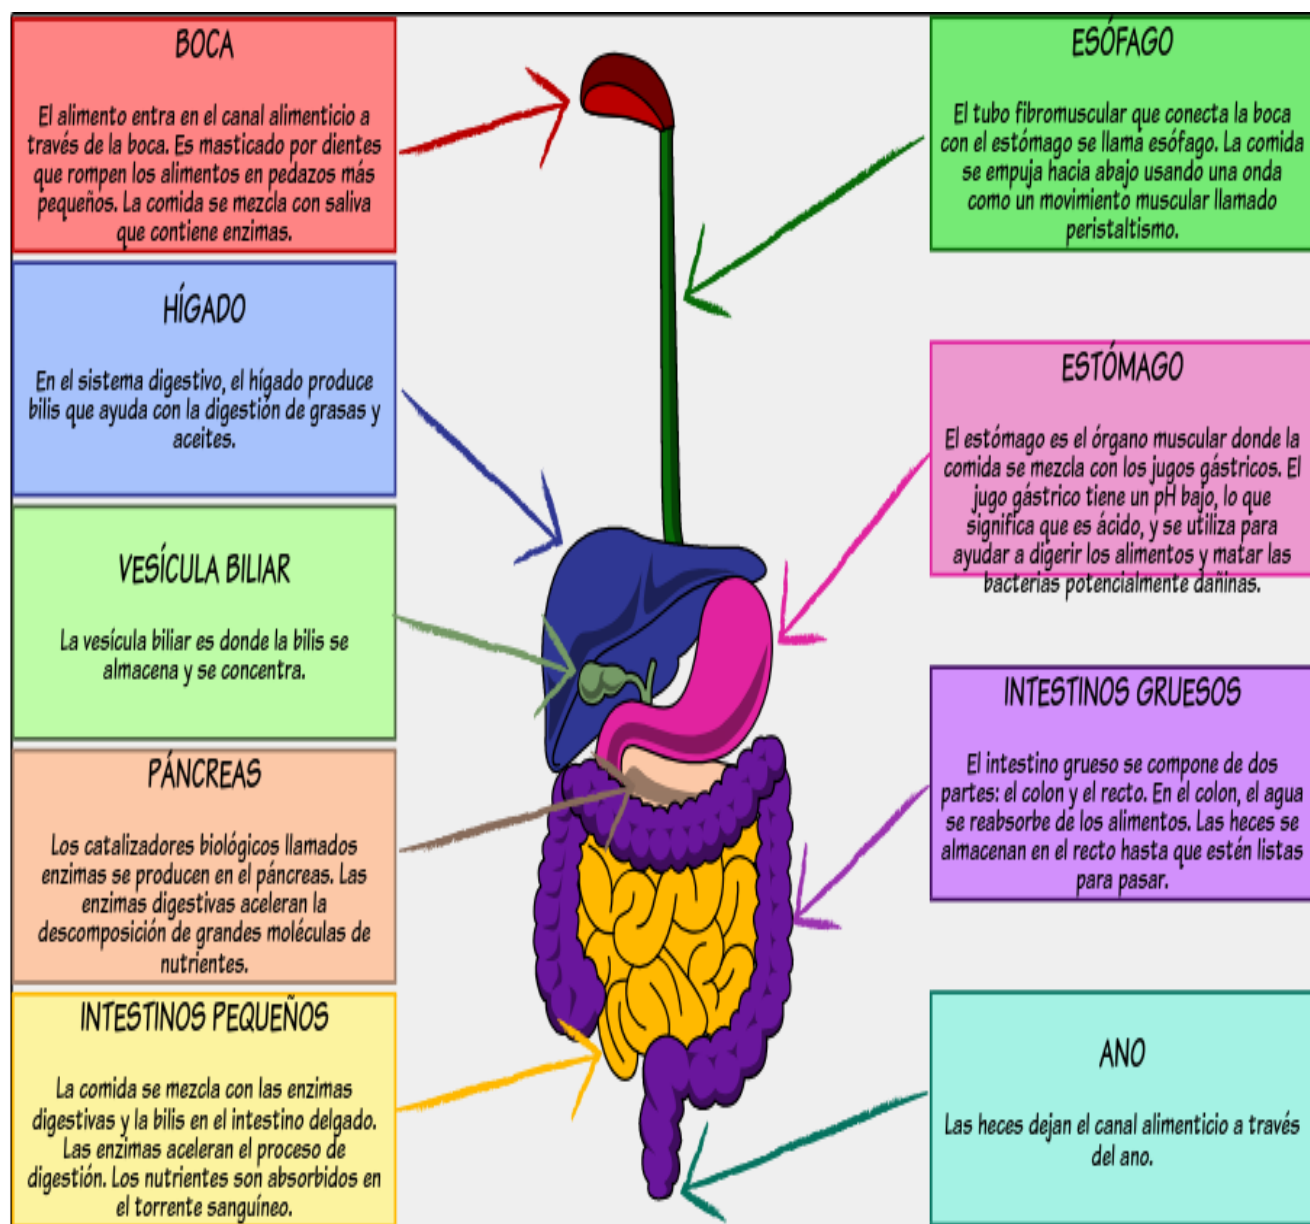 BOCA
El alimento entra en el canal alimenticio a
través de la boca. Es masticado por dientes
que rompen los alimentos en pedazos más
pequeños. La comida se mezcla con saliva
que contiene enzimas.
HÍGADO
En el sistema digestivo, el hígado produce
bilis que ayuda con la digestión de grasas y
aceites.
VESÍCULA BILIAR
La vesícula biliar es donde la bilis se
almacena y se concentra.
PÁNCREAS
Los catalizadores biológicos llamados
enzimas se producen en el páncreas. Las
enzimas digestivas aceleran la
descomposición de grandes moléculas de
nutrientes.
INTESTINOS PEQUEÑOS
La comida se mezcla con las enzimas
digestivas y la bilis en el intestino delgado.
Las enzimas aceleran el proceso de
digestión. Los nutrientes son absorbidos en
el torrente sanguíneo.
ESÓFAGO
El tubo fibromuscular que conecta la boca
con el estómago se llama esófago. La comida
se empuja hacia abajo usando una onda
como un movimiento muscular llamado
peristaltismo.
ESTÓMAGO
El estómago es el órgano muscular donde la
comida se mezcla con los jugos gástricos. El
jugo gástrico tiene un pH bajo, lo que
significa que es ácido, y se utiliza para
ayudar a digerir los alimentos y matar las
bacterias potencialmente dañinas.
INTESTINOS GRUESOS
El intestino grueso se compone de dos
partes: el colon y el recto. En el colon, el agua
se reabsorbe de los alimentos. Las heces se
almacenan en el recto hasta que estén listas
para pasar.
ANO
Las heces dejan el canal alimenticio a través
del ano.